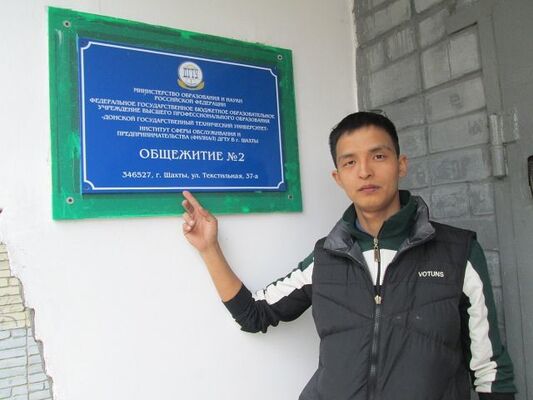 МИНИСТЕРСТВО ОБРАЗОВАНИЯ И НАУКИ
РОССИЙСКОЙ ФЕДЕРАЦИИ
ФЕДЕРАЛЬНОЕ ГОСУДАРСТВЕННОЕ БЮДЖЕТНОЕ ОБРАЗОВАТЕЛЬНОЕ
УЧРЕЖДЕНИЕ ВЫСШЕГО ПРОФЕССИОНАЛЬНОГО ОБРАЗОВАНИЯ
«ДОНСКОЙ ГОСУДАРСТВЕННЫЙ ТЕХНИЧЕСКИЙ УНИВЕРСИТЕТ»
ИНСТИТУТ СФЕРЫ ОБСЛУЖИВАНИЯ И
ПРЕДПРИНИМАТЕЛЬСТВА (ФИЛИАЛ) ДГТУ В г. ШАХТЫ
ОБЩЕЖИТИЕ №2
346527, г. Шахты, ул. Текстильная, 37-а
VOTUNS